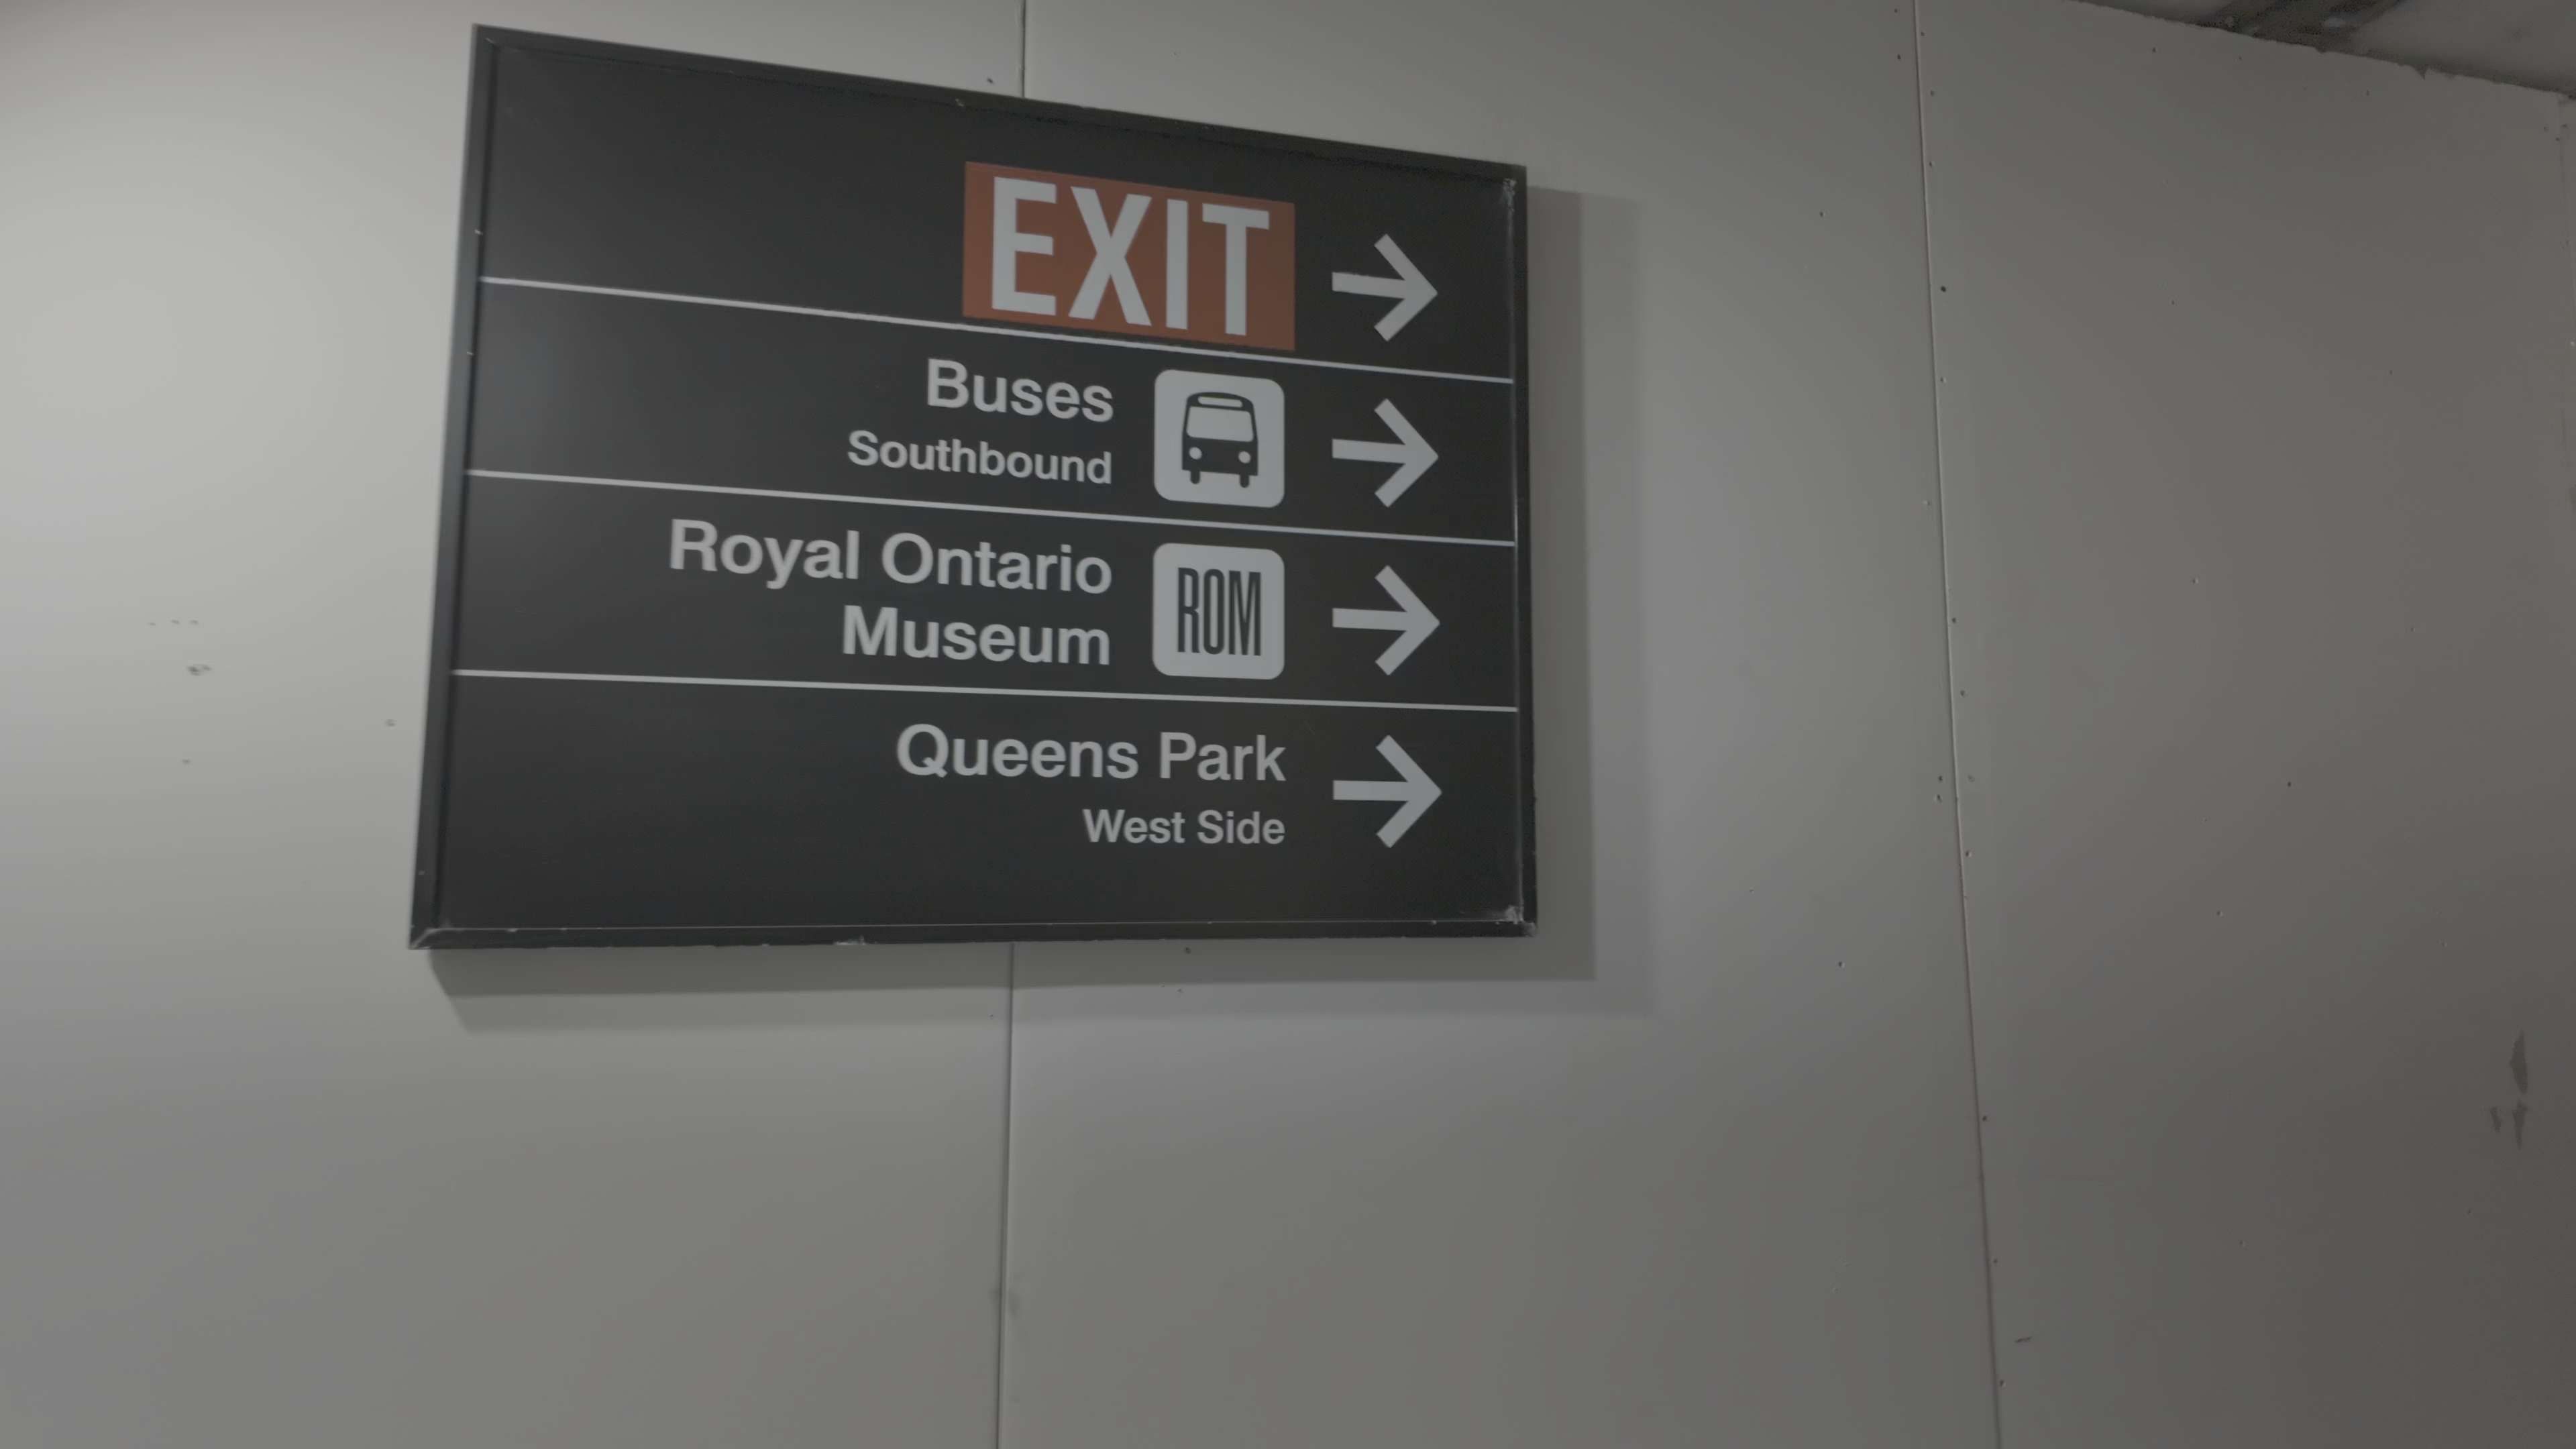 EXIT
Buses
Southbound
Royal Ontario
Museum
ROM
Queens Park
West Side